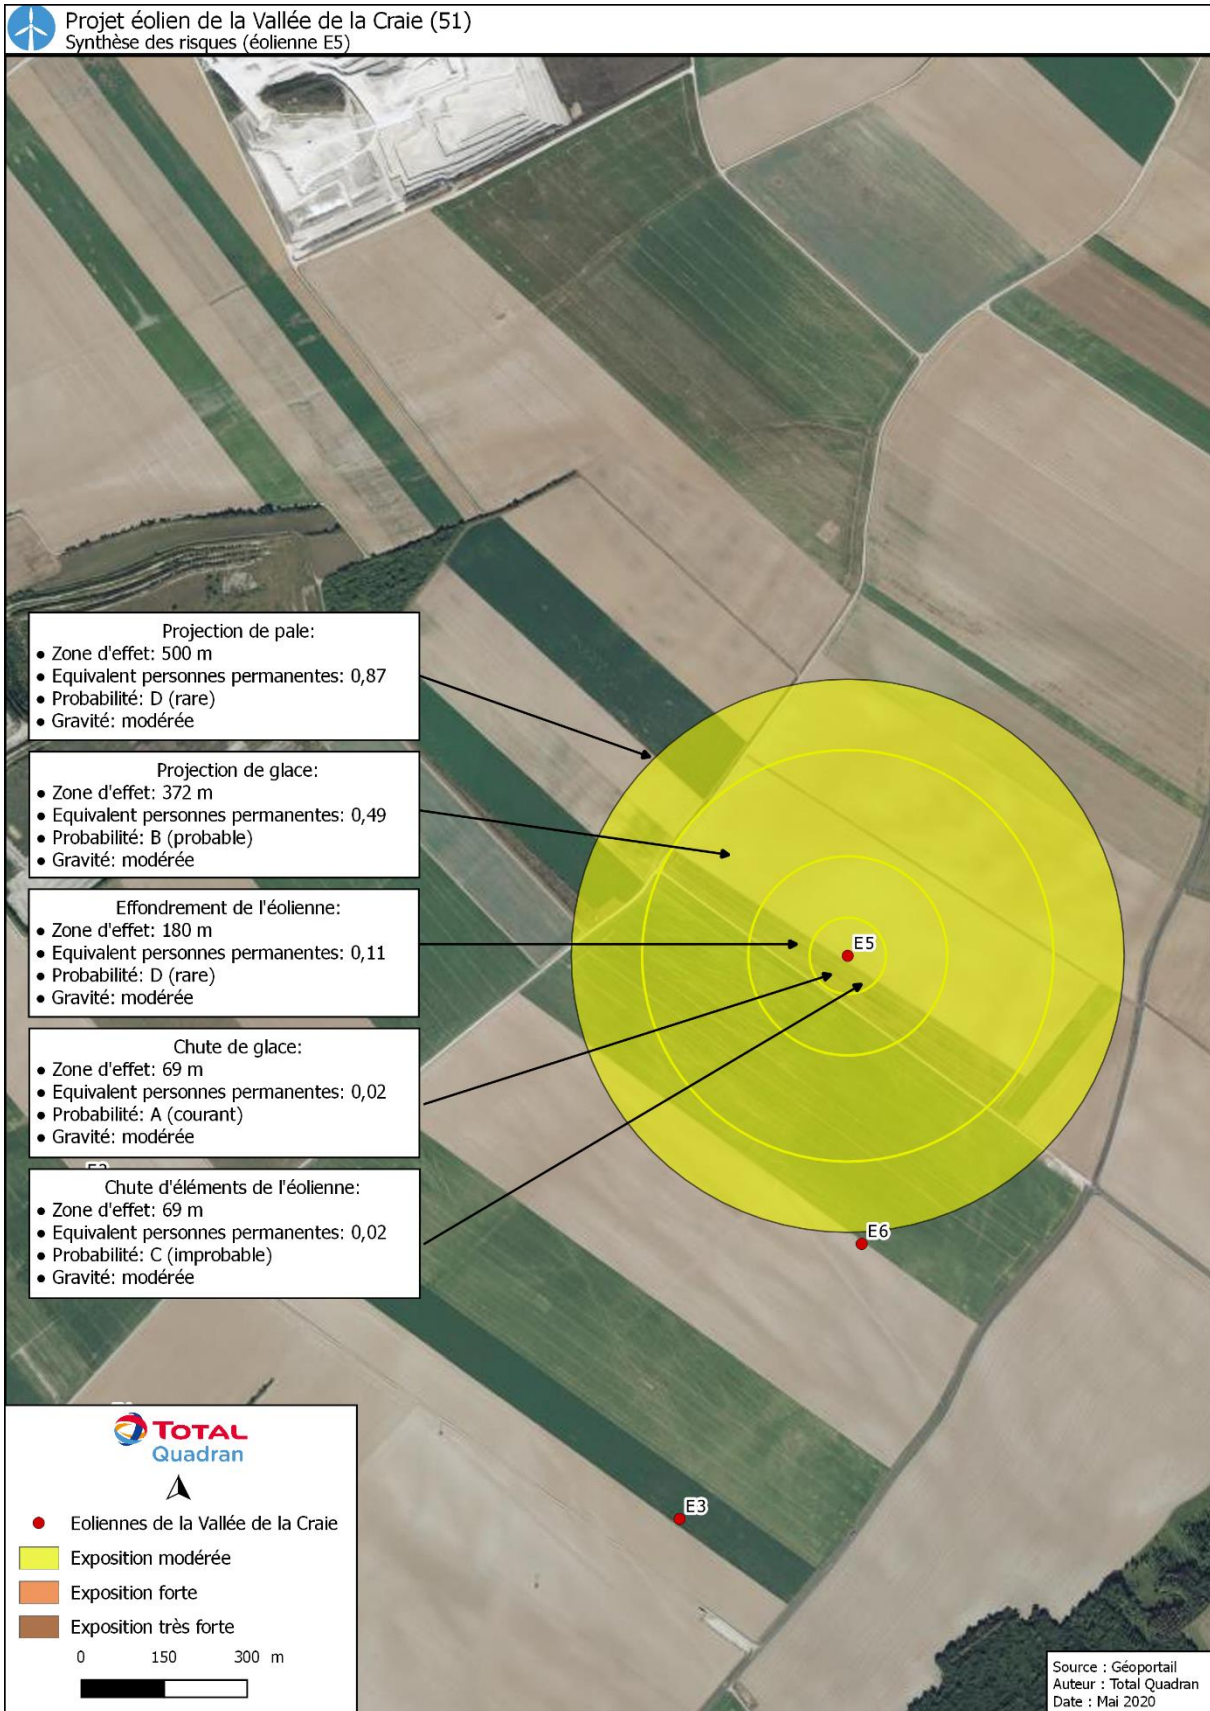 Projet éolien de la Vallée de la Craie (51)
Synthèse des risques (éolienne E5)
Projection de pale:
• Zone d'effet: 500 m
• Equivalent personnes permanentes: 0,87
• Probabilité: D (rare)
• Gravité: modérée
Projection de glace:
• Zone d'effet: 372 m
• Equivalent personnes permanentes: 0,49
• Probabilité: B (probable)
• Gravité: modérée
Effondrement de l'éolienne:
• Zone d'effet: 180 m
• Equivalent personnes permanentes: 0,11
• Probabilité: D (rare)
• Gravité: modérée
Chute de glace:
• Zone d'effet: 69 m
• Equivalent personnes permanentes: 0,02
• Probabilité: A (courant)
• Gravité: modérée
Chute d'éléments de l'éolienne:
• Zone d'effet: 69 m
• Equivalent personnes permanentes: 0,02
• Probabilité: C (improbable)
• Gravité: modérée
E5
E6
E3
TOTAL
Quadran
Eoliennes de la Vallée de la Craie
Exposition modérée
Exposition forte
Exposition très forte
0 150 300 m
Source : Géoportail
Auteur : Total Quadran
Date : Mai 2020